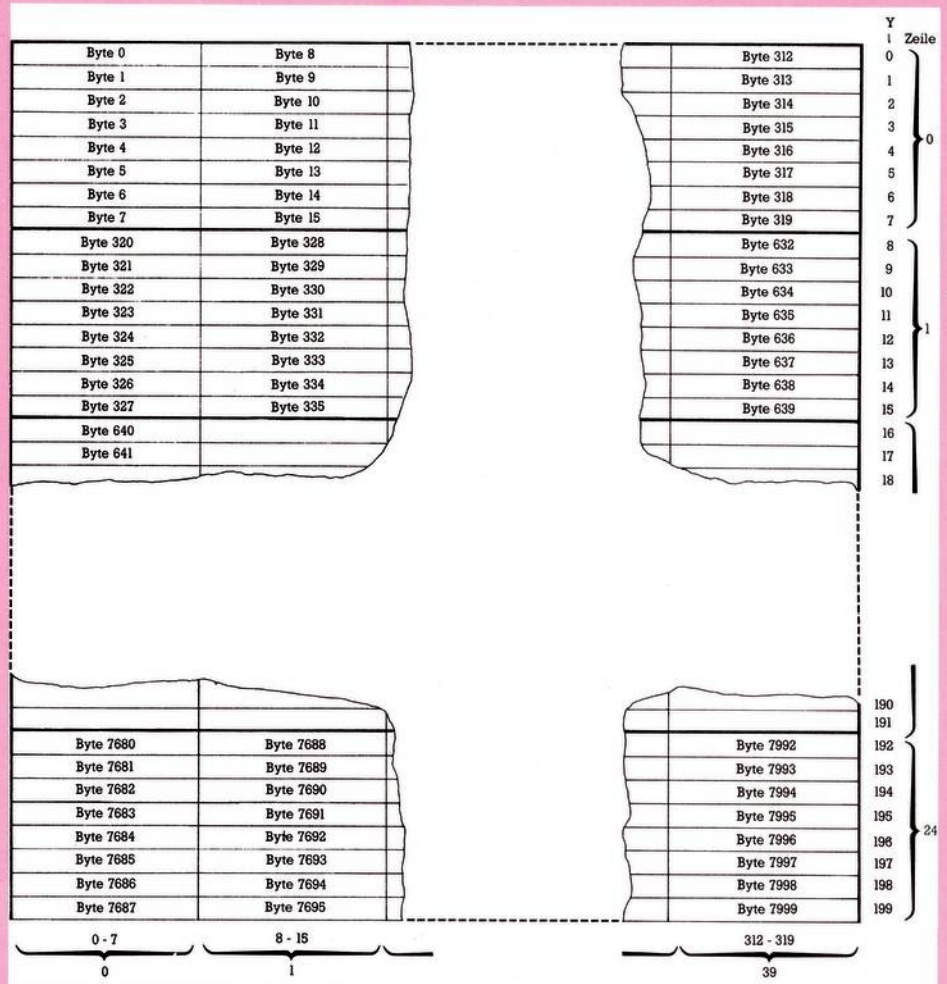 Y
↓ Zeile
Byte 0 Byte 8 Byte 312 0
Byte 1 Byte 9 Byte 313 1
Byte 2 Byte 10 Byte 314 2
Byte 3 Byte 11 Byte 315 3
0
Byte 4 Byte 12 Byte 316 4
Byte 5 Byte 13 Byte 317 5
Byte 6 Byte 14 Byte 318 6
Byte 7 Byte 15 Byte 319 7
Byte 320 Byte 328 Byte 632 8
Byte 321 Byte 329 Byte 633 9
Byte 322 Byte 330 Byte 634 10
Byte 323 Byte 331 Byte 635 11
1
Byte 324 Byte 332 Byte 636 12
Byte 325 Byte 333 Byte 637 13
Byte 326 Byte 334 Byte 638 14
Byte 327 Byte 335 Byte 639 15
Byte 640 16
Byte 641 17
18
190
191
Byte 7680 Byte 7688 Byte 7992 192
Byte 7681 Byte 7689 Byte 7993 193
Byte 7682 Byte 7690 Byte 7994 194
Byte 7683 Byte 7691 Byte 7995 195
24
Byte 7684 Byte 7692 Byte 7996 196
Byte 7685 Byte 7693 Byte 7997 197
Byte 7686 Byte 7694 Byte 7998 198
Byte 7687 Byte 7695 Byte 7999 199
0 - 7 8 - 15 312 - 319
0 1 39